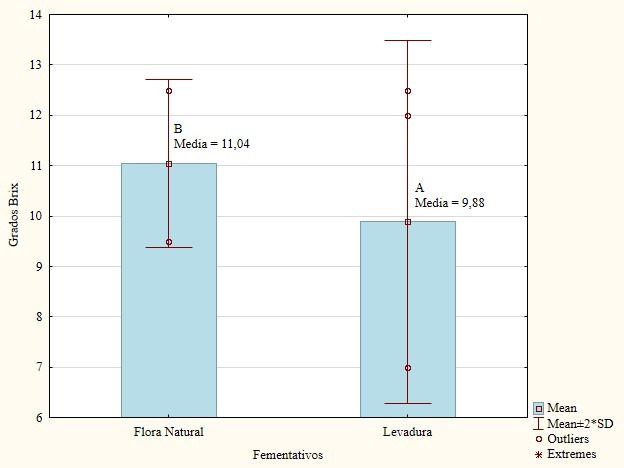 14
13
12
11
10
9
8
7
6
Grados Brix
B
Media = 11,04
A
Media = 9,88
Flora Natural
Levadura
Fementativos
Mean
Mean±2*SD
Outliers
Extremes